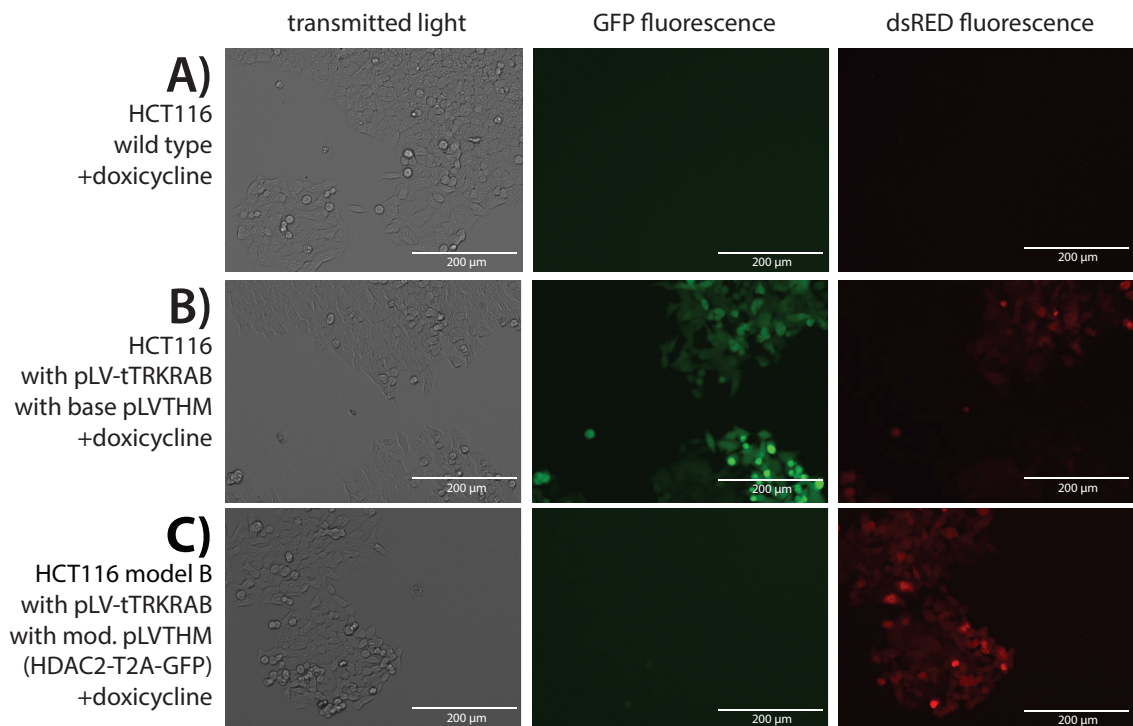 transmitted light
GFP fluorescence
dsRED fluorescence
A)
HCT116
wild type
+doxicycline
200 µm
200 µm
200 µm
B)
HCT116
with pLV-tTRKRAB
with base pLVTHM
+doxicycline
200 µm
200 µm
200 µm
C)
HCT116 model B
with pLV-tTRKRAB
with mod. pLVTHM
(HDAC2-T2A-GFP)
+doxicycline
200 µm
200 µm
200 µm